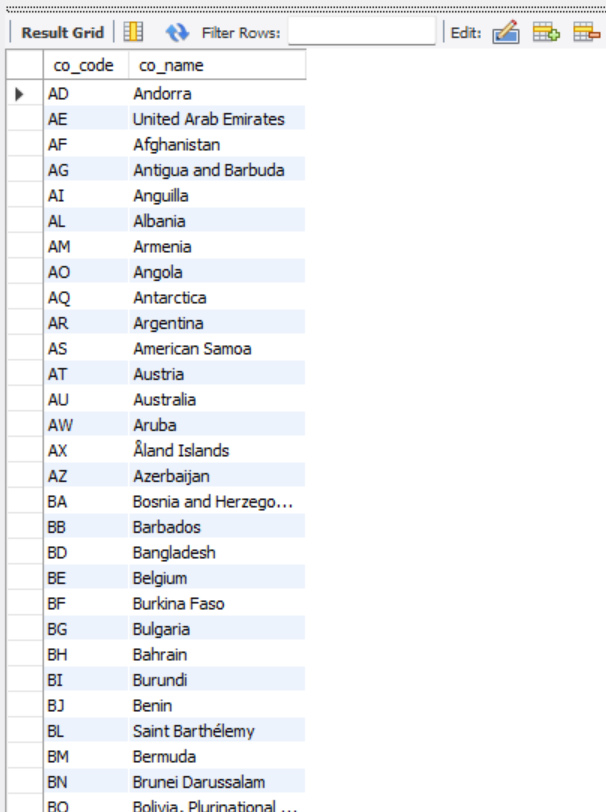 Result Grid Filter Rows: Edit:
co_code co_name
AD Andorra
AE United Arab Emirates
AF Afghanistan
AG Antigua and Barbuda
AI Anguilla
AL Albania
AM Armenia
AO Angola
AQ Antarctica
AR Argentina
AS American Samoa
AT Austria
AU Australia
AW Aruba
AX Åland Islands
AZ Azerbaijan
BA Bosnia and Herzego...
BB Barbados
BD Bangladesh
BE Belgium
BF Burkina Faso
BG Bulgaria
BH Bahrain
BI Burundi
BJ Benin
BL Saint Barthélemy
BM Bermuda
BN Brunei Darussalam
BO Bolivia, Plurinational ...